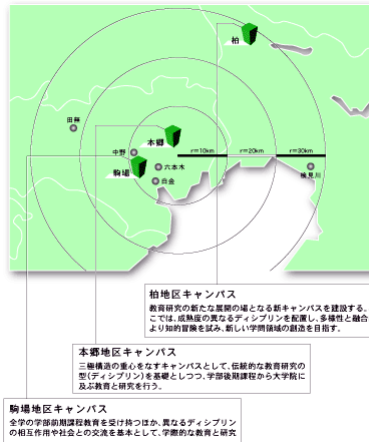 柏
田無
本郷
中野
六本木
駒場
白金
r=10km
r=20km
r=30km
検見川
柏地区キャンパス
教育研究の新たな展開の場となる新キャンパスを建設する。
こでは、成熟度の異なるディシプリンを配置し、多様性と融合
より知的冒険を試み、新しい学問領域の創造を目指す。
本郷地区キャンパス
三極構造の重心をなすキャンパスとして、伝統的な教育研究の
型(ディシプリン)を基礎としつつ、学部後期課程から大学院に
及ぶ教育と研究を行う。
駒場地区キャンパス
全学の学部前期課程教育を受け持つほか、異なるディシプリン
の相互作用や社会との交流を基本として、学際的な教育と研究